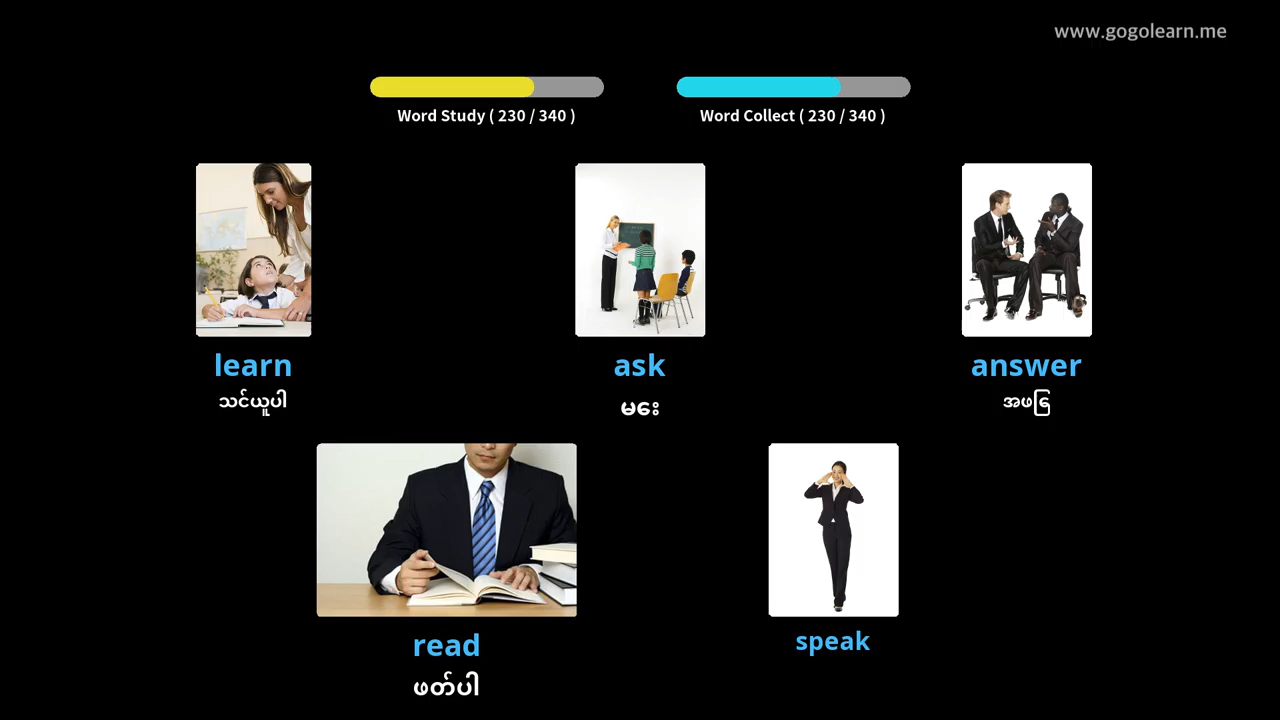 www.gogolearn.me
Word Study ( 230 / 340 )
Word Collect ( 230 / 340 )
learn
ask
answer
သင်ယူပါ
မေး
အဖြေ
read
speak
ဖတ်ပါ